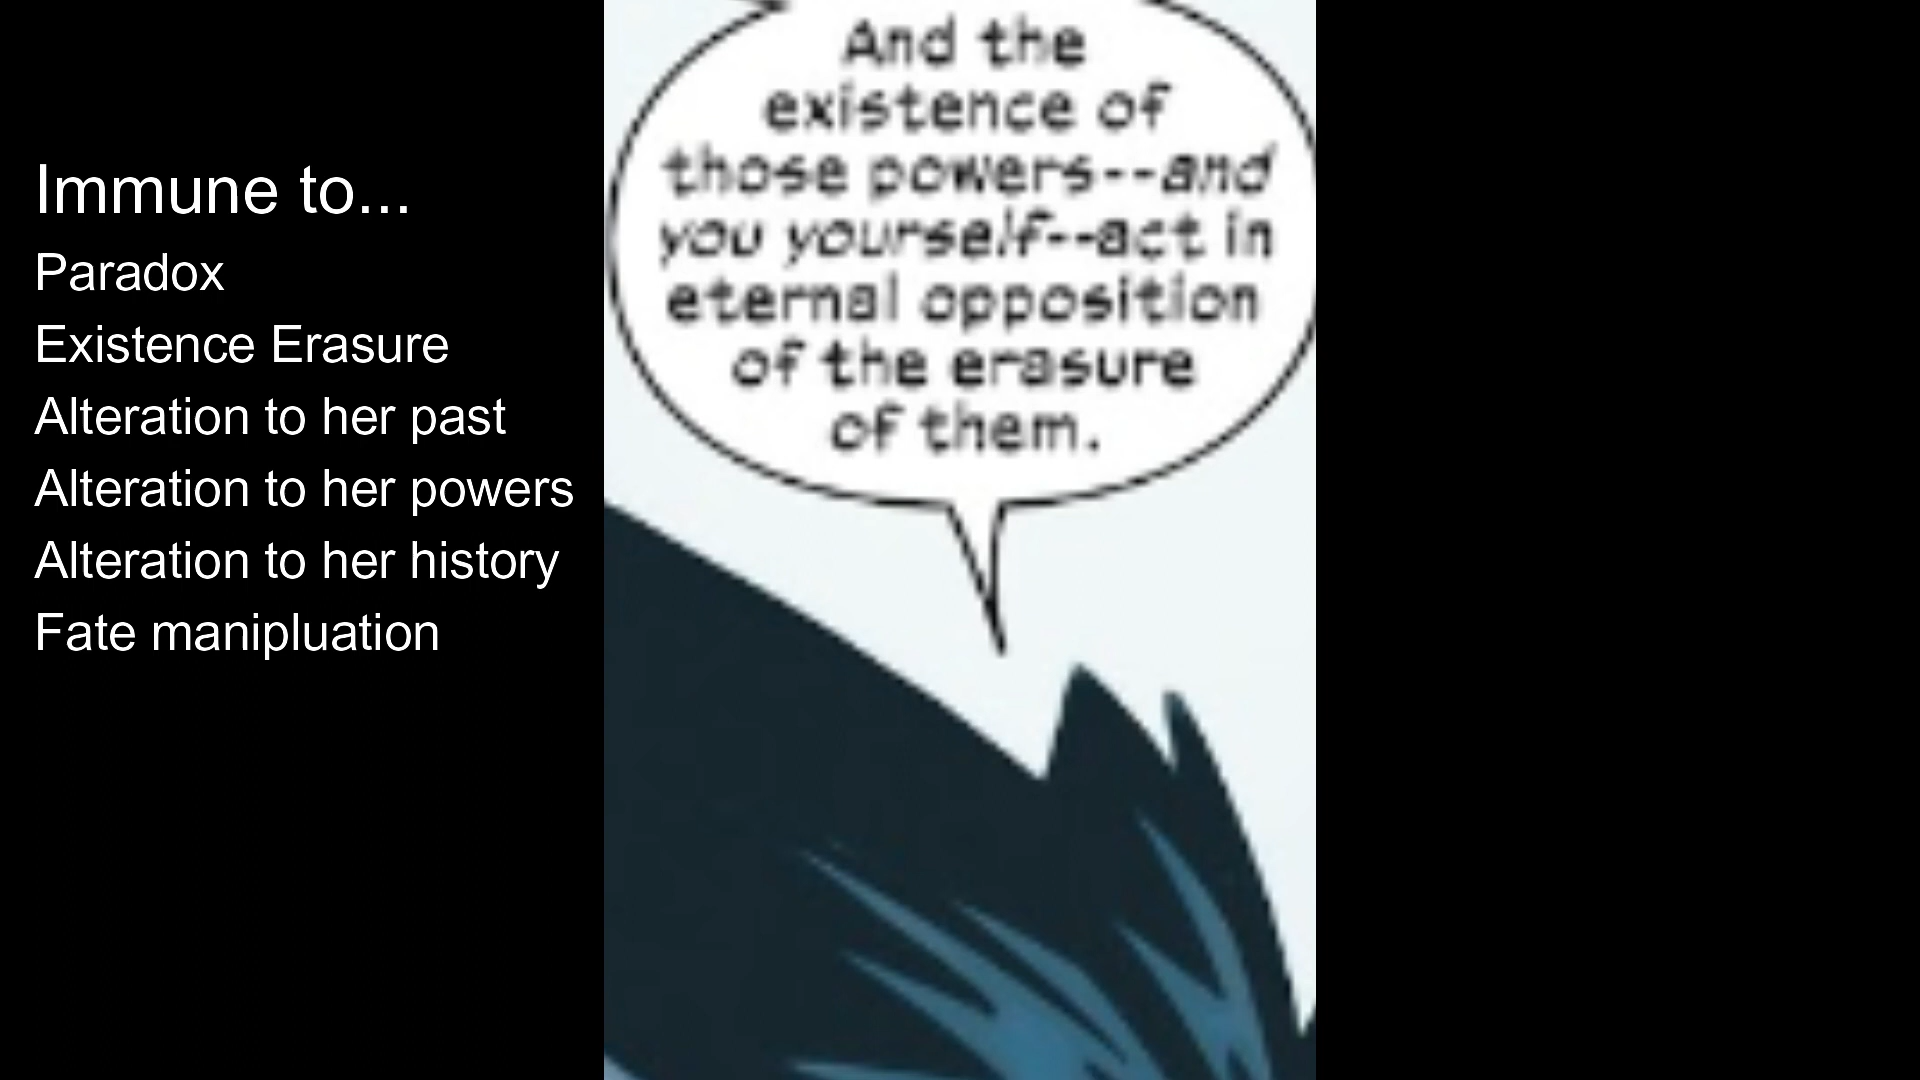 Immune to...
Paradox
Existence Erasure
Alteration to her past
Alteration to her powers
Alteration to her history
Fate manipluation
And the
existence of
those powers--and
you yourself--act in
eternal opposition
of the erasure
of them.